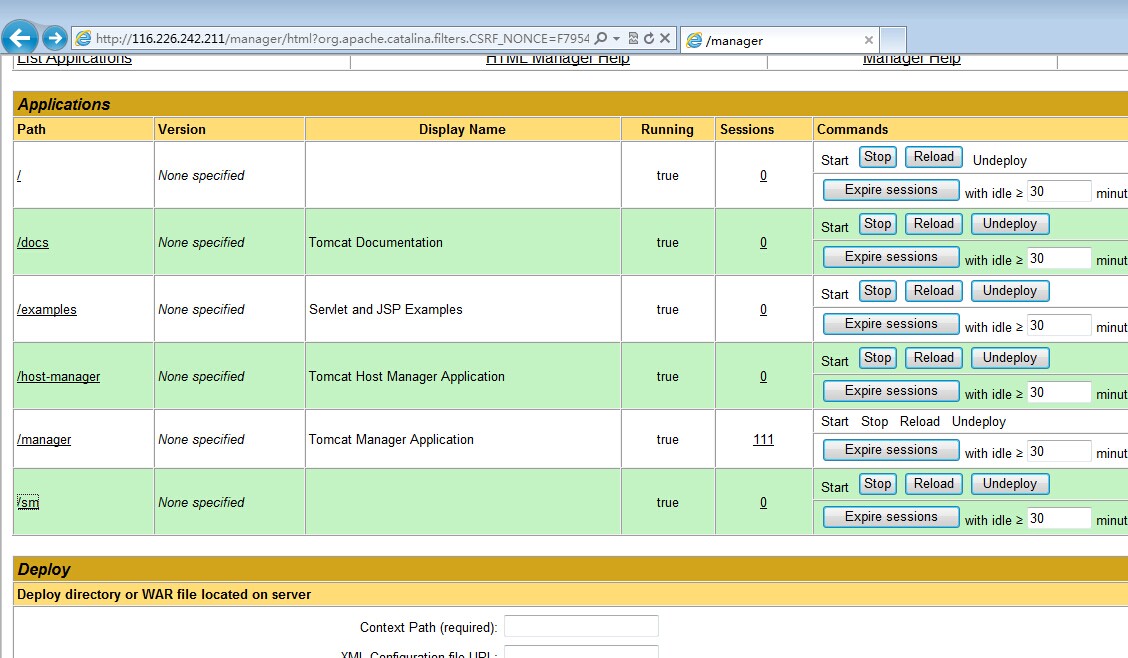 http://116.226.242.211/manager/html?org.apache.catalina.filters.CSRF_NONCE=F7954
/manager
List Applications HTML Manager Help Manager Help
Applications
Path Version Display Name Running Sessions Commands
/ None specified true 0 Start Stop Reload Undeploy
Expire sessions with idle ≥ 30 minut
/docs None specified Tomcat Documentation true 0 Start Stop Reload Undeploy
Expire sessions with idle ≥ 30 minut
/examples None specified Servlet and JSP Examples true 0 Start Stop Reload Undeploy
Expire sessions with idle ≥ 30 minut
/host-manager None specified Tomcat Host Manager Application true 0 Start Stop Reload Undeploy
Expire sessions with idle ≥ 30 minut
/manager None specified Tomcat Manager Application true 111 Start Stop Reload Undeploy
Expire sessions with idle ≥ 30 minut
/sm None specified true 0 Start Stop Reload Undeploy
Expire sessions with idle ≥ 30 minut
Deploy
Deploy directory or WAR file located on server
Context Path (required):
XML Configuration file URL: